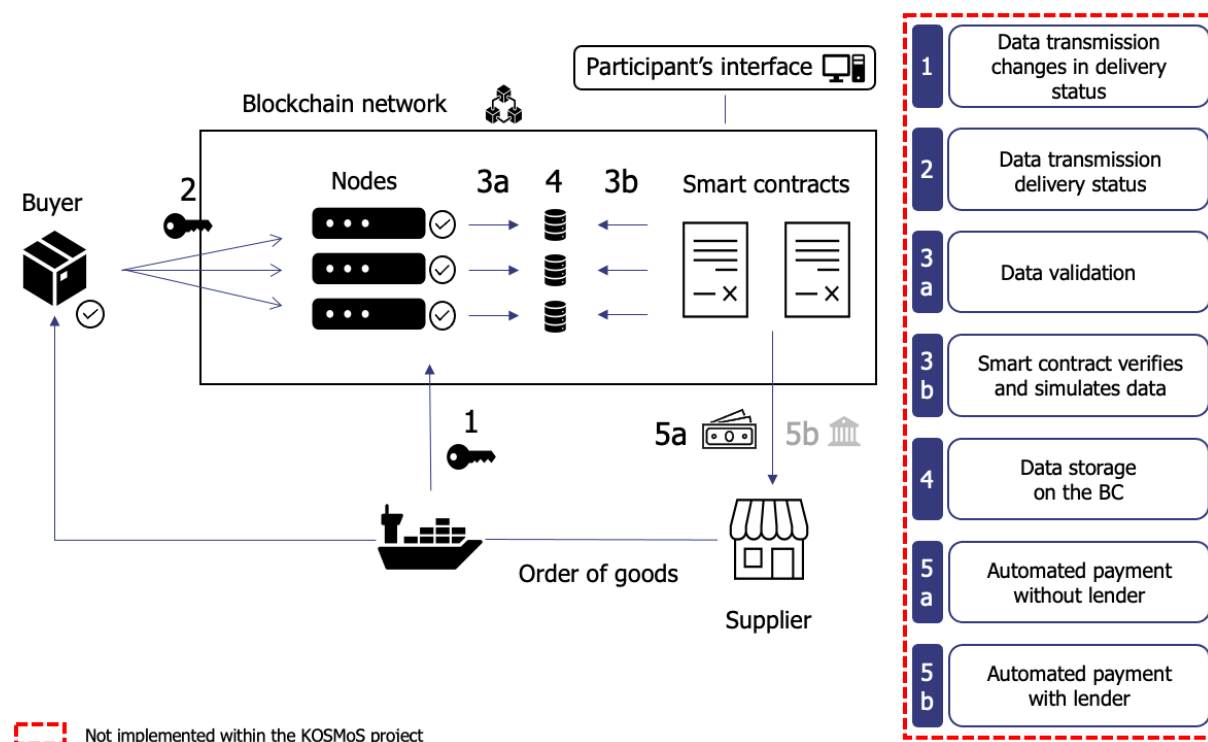 Participant's interface
Blockchain network
Nodes
3a
4
3b
Smart contracts
2
Buyer
1
5a
5b
Order of goods
Supplier
1
Data transmission
changes in delivery
status
2
Data transmission
delivery status
3
a
Data validation
3
b
Smart contract verifies
and simulates data
4
Data storage
on the BC
5
a
Automated payment
without lender
5
b
Automated payment
with lender
Not implemented within the KOSMoS project